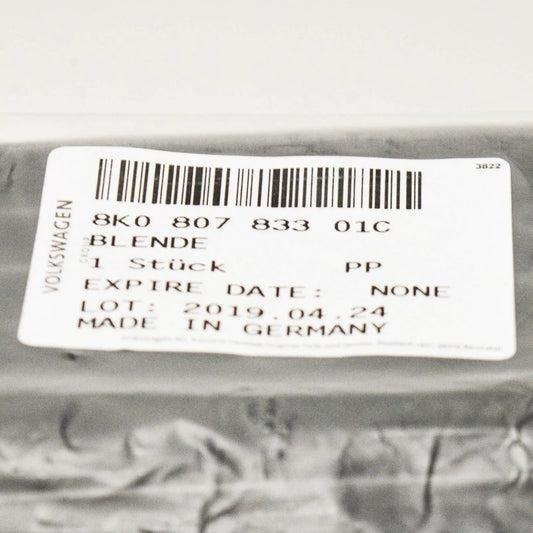 3822
8K0 807 833 01C
BLENDE
1 Stück PP
EXPIRE DATE: NONE
LOT: 2019.04.24
MADE IN GERMANY
VOLKSWAGEN
GROUP